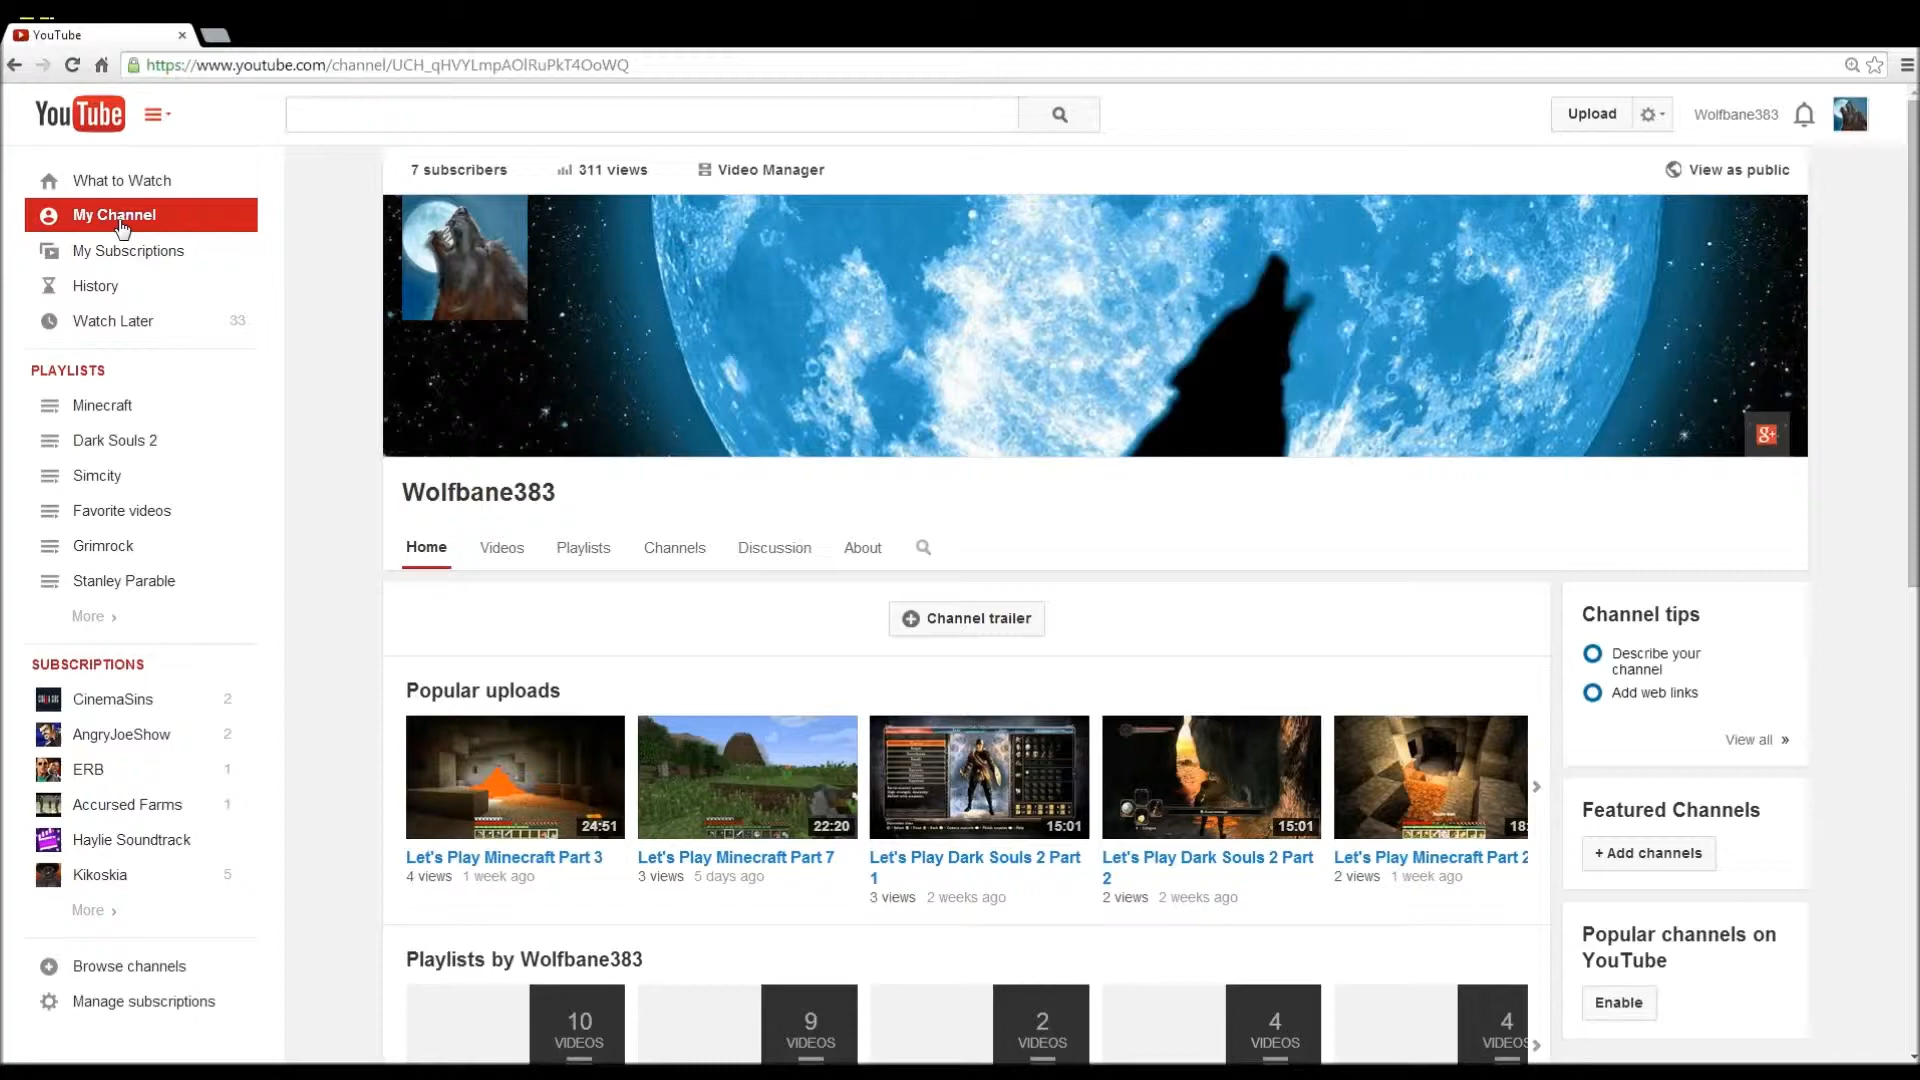 YouTube
https://www.youtube.com/channel/UCH_qHVYLmpAOlRuPkT4OoWQ
YouTube
Upload
Wolfbane383
What to Watch
My Channel
My Subscriptions
History
Watch Later 33
PLAYLISTS
Minecraft
Dark Souls 2
Simcity
Favorite videos
Grimrock
Stanley Parable
More ›
SUBSCRIPTIONS
CinemaSins 2
AngryJoeShow 2
ERB 1
Accursed Farms 1
Haylie Soundtrack
Kikoskia 5
More ›
Browse channels
Manage subscriptions
7 subscribers 311 views Video Manager View as public
g+
Wolfbane383
Home Videos Playlists Channels Discussion About
Channel trailer
Popular uploads
24:51 22:20 15:01 15:01 18:
Let's Play Minecraft Part 3
4 views 1 week ago
Let's Play Minecraft Part 7
3 views 5 days ago
Let's Play Dark Souls 2 Part
1
3 views 2 weeks ago
Let's Play Dark Souls 2 Part
2
2 views 2 weeks ago
Let's Play Minecraft Part 2
2 views 1 week ago
Playlists by Wolfbane383
10 VIDEOS
9 VIDEOS
2 VIDEOS
4 VIDEOS
4 VIDEOS
Channel tips
Describe your
channel
Add web links
View all »
Featured Channels
+ Add channels
Popular channels on
YouTube
Enable